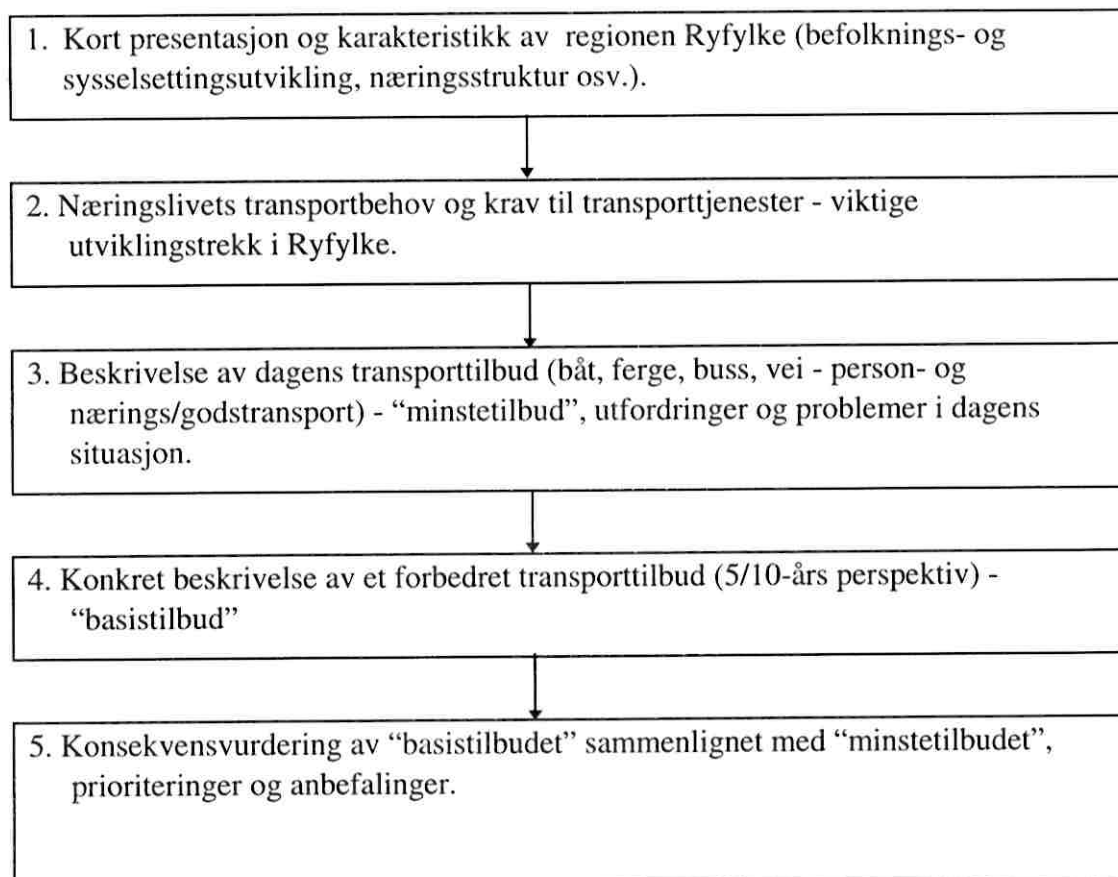 1. Kort presentasjon og karakteristikk av regionen Ryfylke (befolknings- og
sysselsettingsutvikling, næringsstruktur osv.).
2. Næringslivets transportbehov og krav til transporttjenester - viktige
utviklingstrekk i Ryfylke.
3. Beskrivelse av dagens transporttilbud (båt, ferge, buss, vei - person- og
nærings/godstransport) - “minstetilbud”, utfordringer og problemer i dagens
situasjon.
4. Konkret beskrivelse av et forbedret transporttilbud (5/10-års perspektiv) -
“basistilbud”
5. Konsekvensvurdering av “basistilbudet” sammenlignet med “minstetilbudet”,
prioriteringer og anbefalinger.